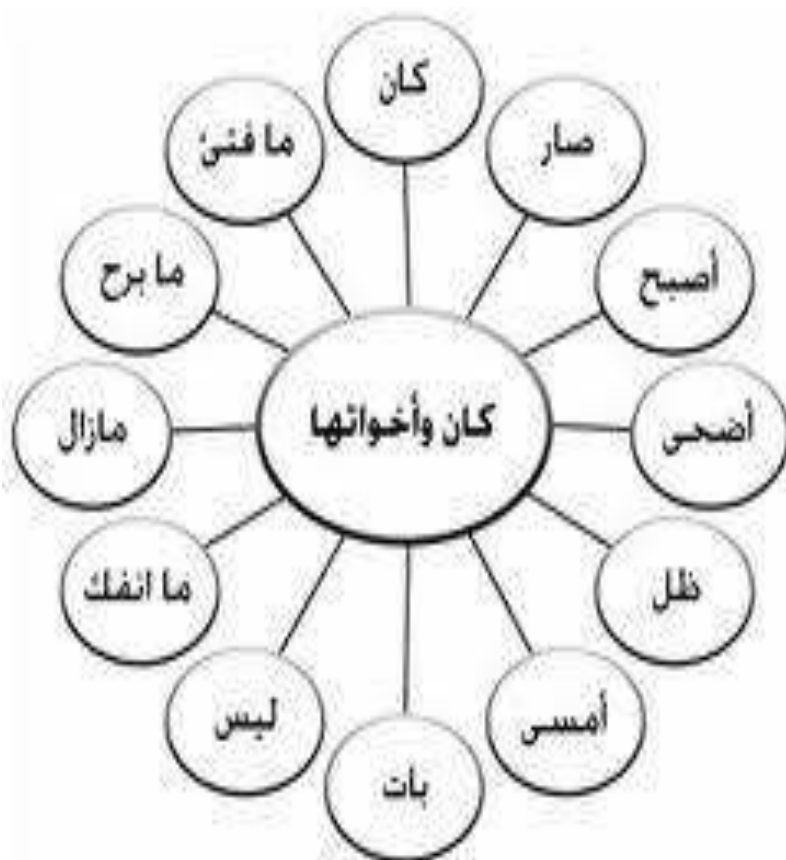 كان
صار
أصبح
أضحى
ظل
أمسى
بات
ليس
ما انفك
مازال
ما برح
ما فتئ
كان وأخواتها